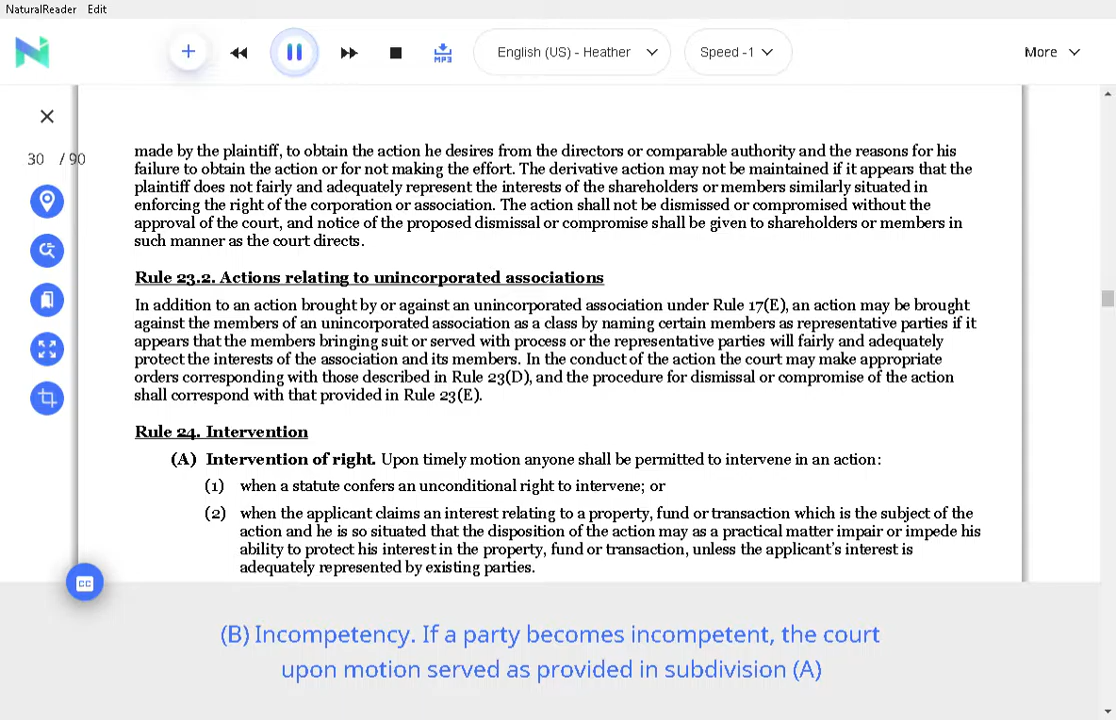 NaturalReader Edit
+ MP3 English (US) - Heather Speed -1 More
30 / 90
made by the plaintiff, to obtain the action he desires from the directors or comparable authority and the reasons for his
failure to obtain the action or for not making the effort. The derivative action may not be maintained if it appears that the
plaintiff does not fairly and adequately represent the interests of the shareholders or members similarly situated in
enforcing the right of the corporation or association. The action shall not be dismissed or compromised without the
approval of the court, and notice of the proposed dismissal or compromise shall be given to shareholders or members in
such manner as the court directs.
Rule 23.2. Actions relating to unincorporated associations
In addition to an action brought by or against an unincorporated association under Rule 17(E), an action may be brought
against the members of an unincorporated association as a class by naming certain members as representative parties if it
appears that the members bringing suit or served with process or the representative parties will fairly and adequately
protect the interests of the association and its members. In the conduct of the action the court may make appropriate
orders corresponding with those described in Rule 23(D), and the procedure for dismissal or compromise of the action
shall correspond with that provided in Rule 23(E).
Rule 24. Intervention
(A) Intervention of right. Upon timely motion anyone shall be permitted to intervene in an action:
(1) when a statute confers an unconditional right to intervene; or
(2) when the applicant claims an interest relating to a property, fund or transaction which is the subject of the
action and he is so situated that the disposition of the action may as a practical matter impair or impede his
ability to protect his interest in the property, fund or transaction, unless the applicant's interest is
adequately represented by existing parties.
CC
(B) Incompetency. If a party becomes incompetent, the court
upon motion served as provided in subdivision (A)